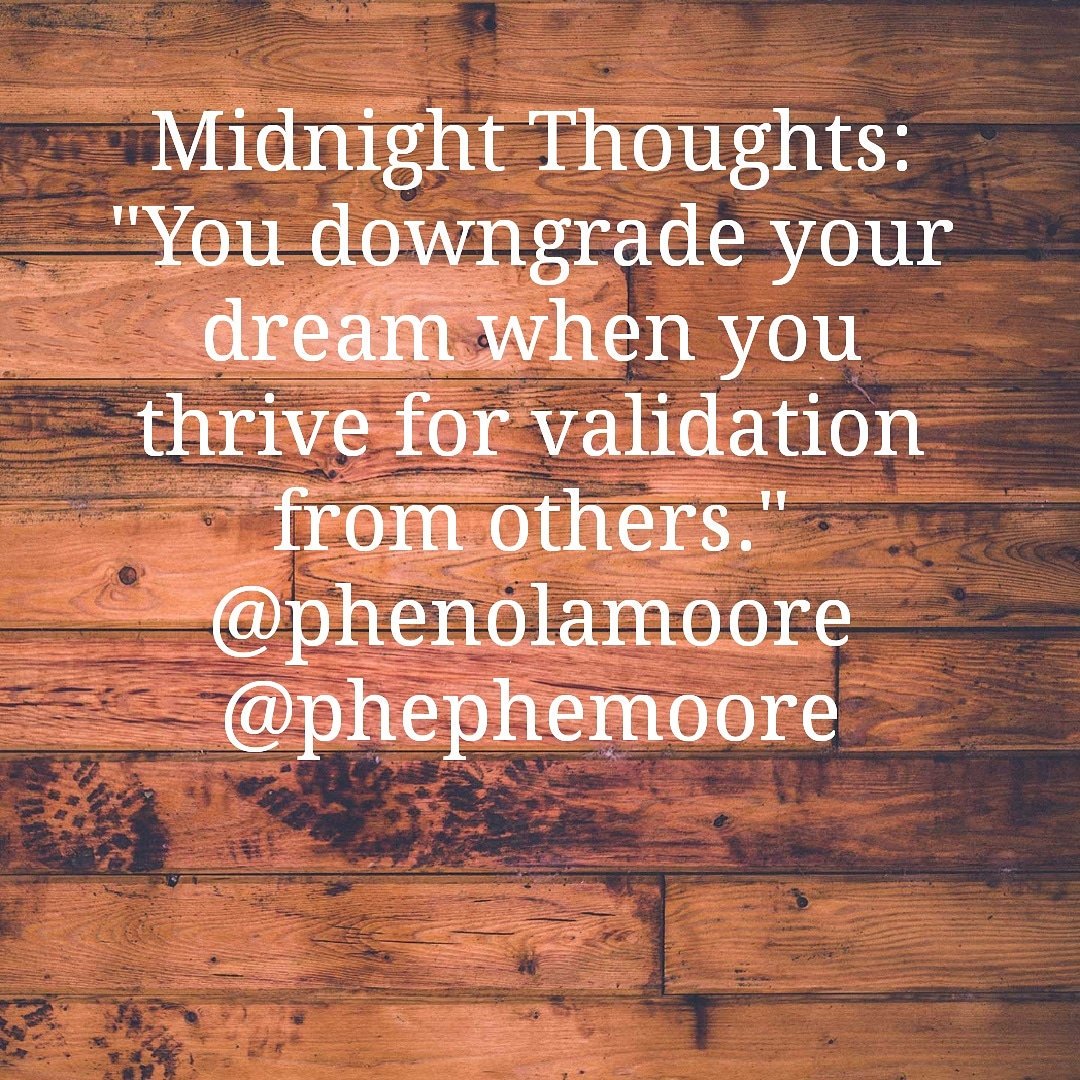 Midnight Thoughts:
"You downgrade your
dream when you
thrive for validation
from others."
@phenolamoore
@phephemoore